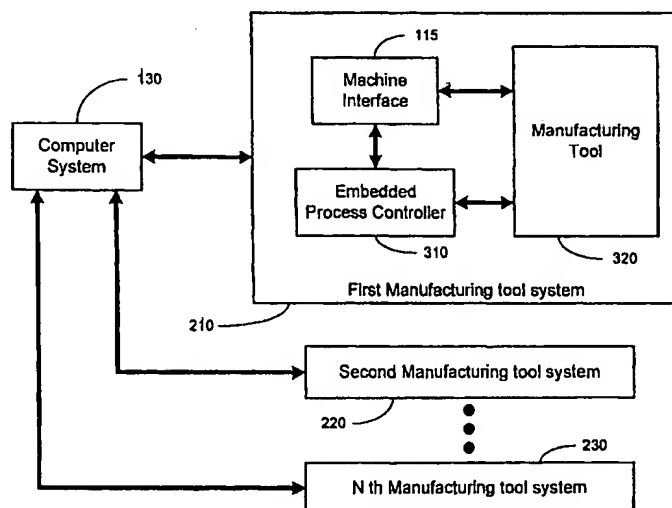 115
130
Machine
Interface
Manufacturing
Tool
Computer
System
Embedded
Process Controller
310
320
First Manufacturing tool system
210
Second Manufacturing tool system
220
230
N th Manufacturing tool system